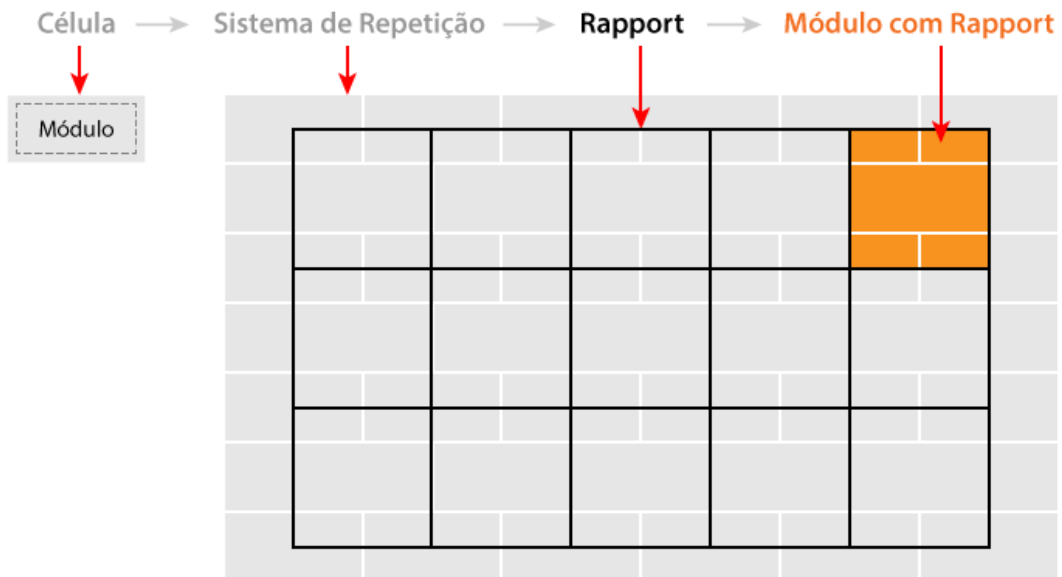 Célula → Sistema de Repetição → Rapport → Módulo com Rapport
Módulo